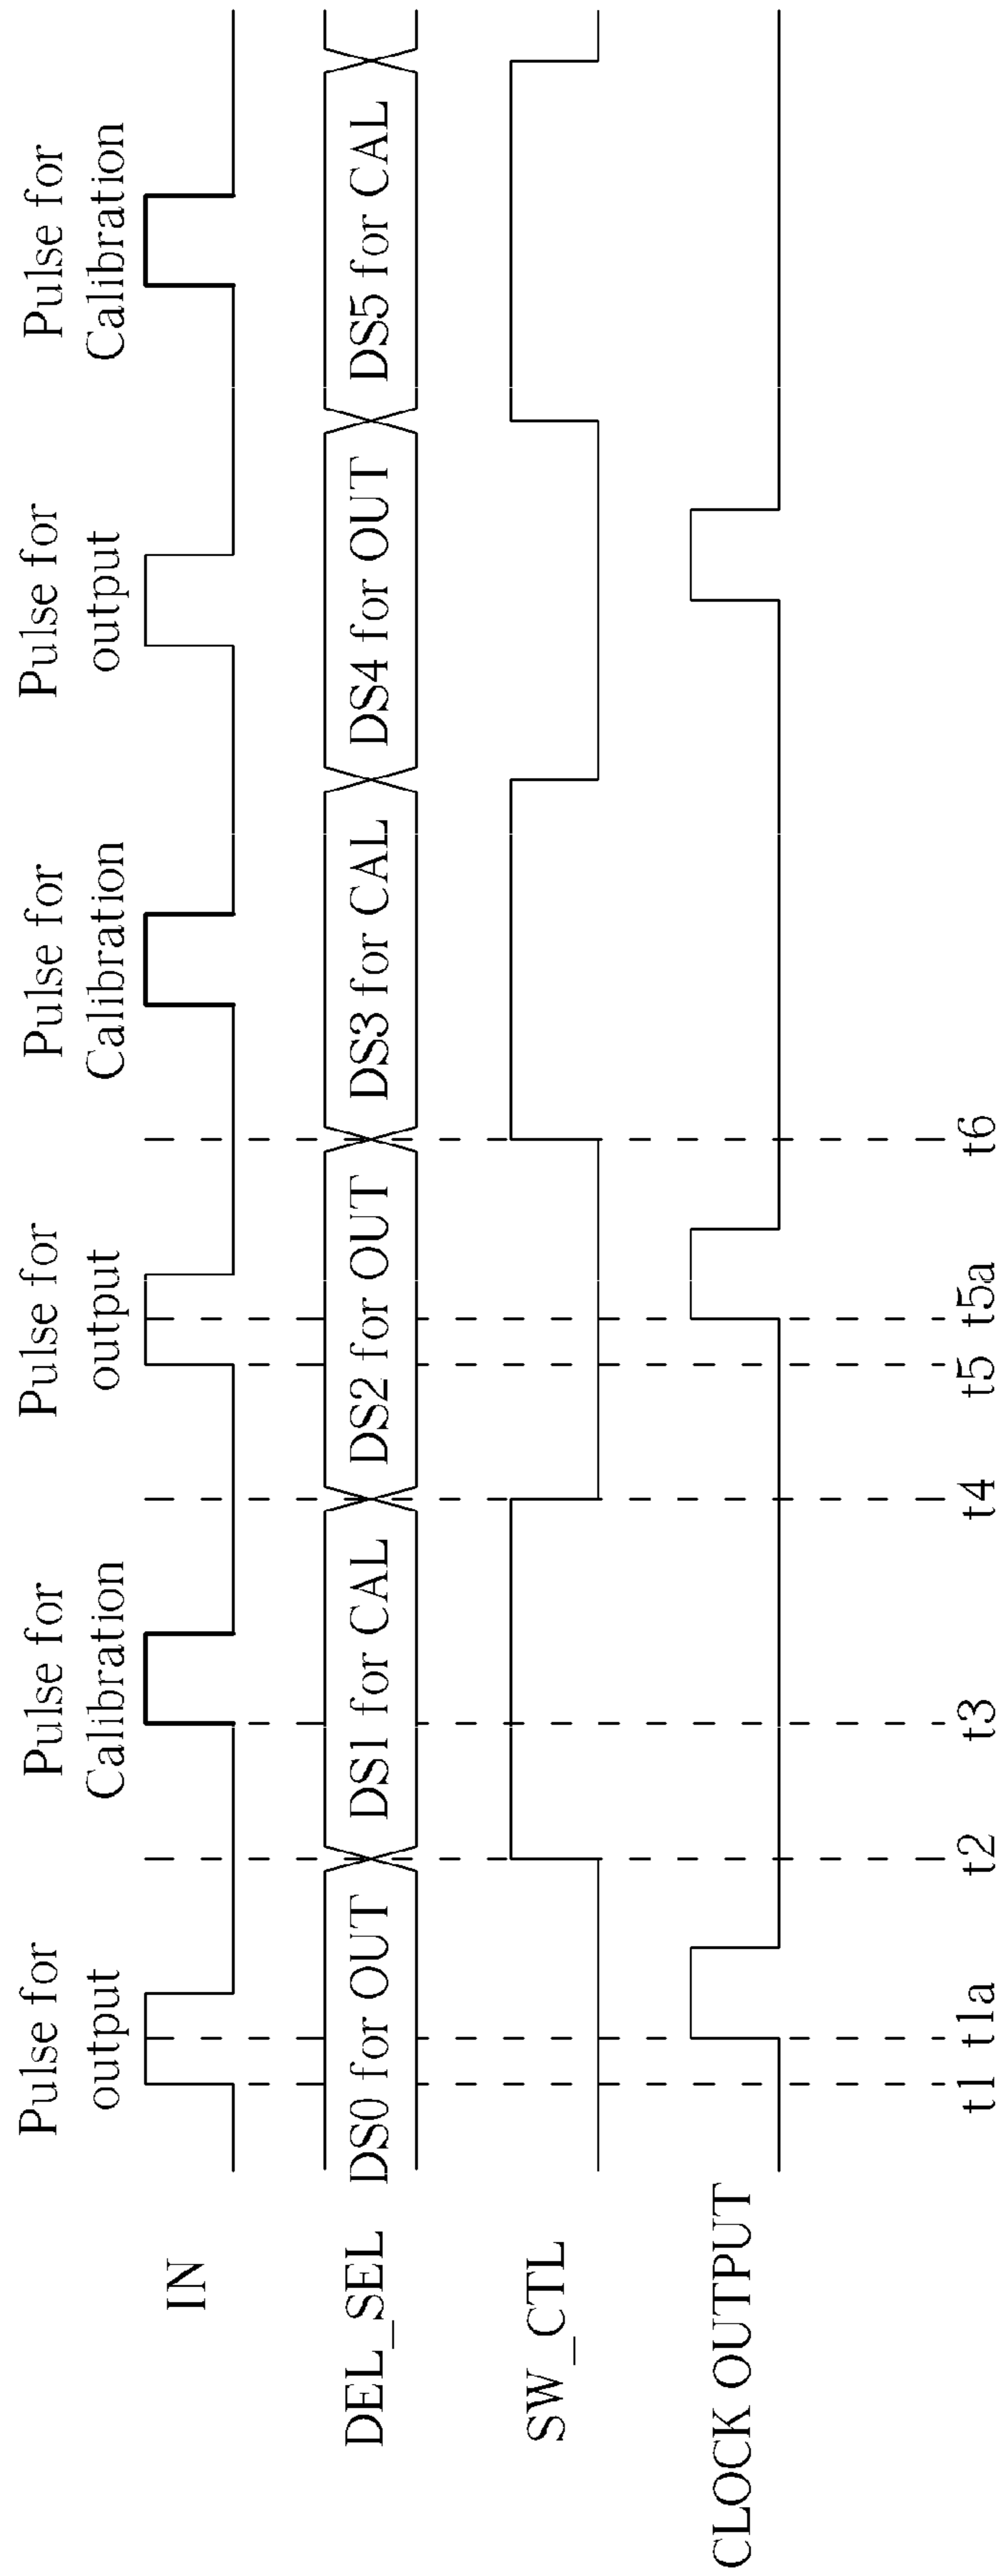 Pulse for
output
Pulse for
Calibration
Pulse for
output
Pulse for
Calibration
Pulse for
output
Pulse for
Calibration
IN
DEL_SEL
DS0 for OUT
DS1 for CAL
DS2 for OUT
DS3 for CAL
DS4 for OUT
DS5 for CAL
SW_CTL
CLOCK OUTPUT
t1
t1a
t2
t3
t4
t5
t5a
t6